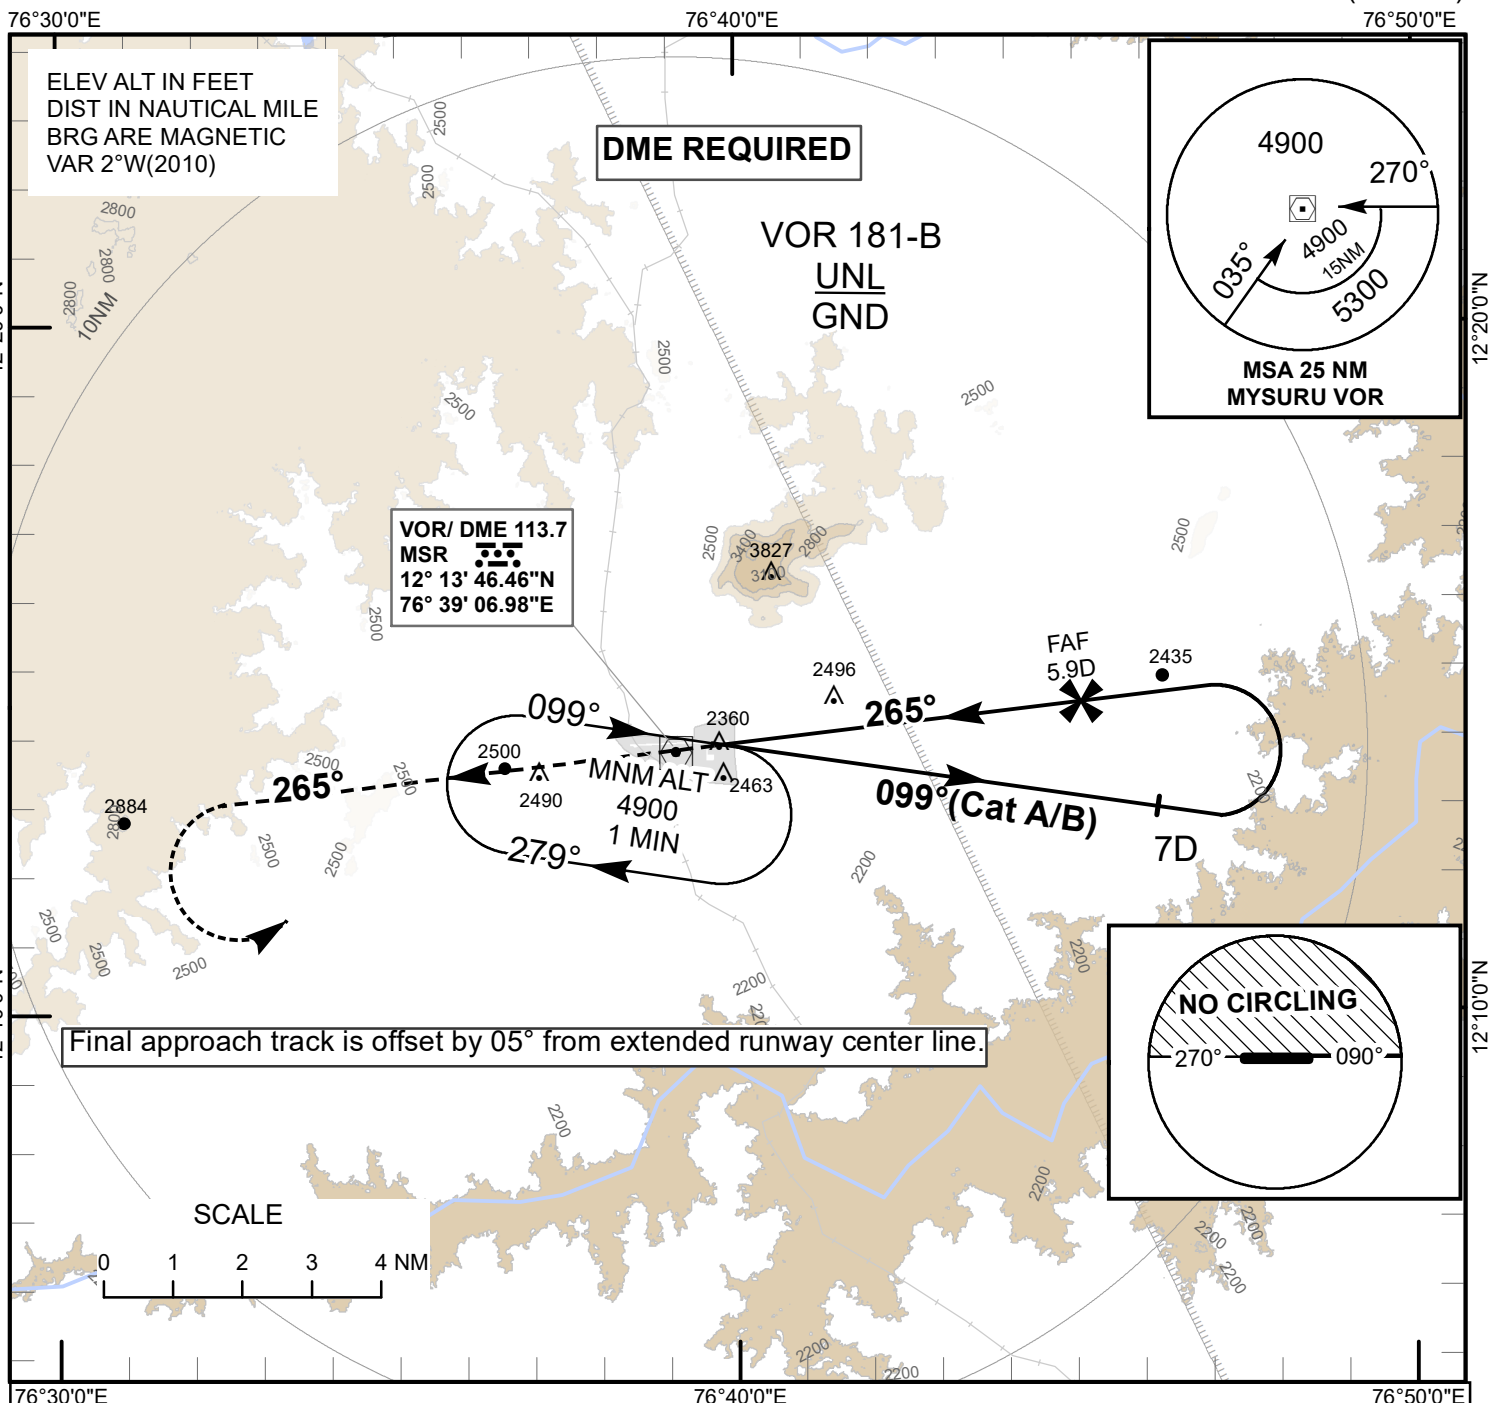 76°30'0"E
76°40'0"E
76°50'0"E
ELEV ALT IN FEET
DIST IN NAUTICAL MILE
BRG ARE MAGNETIC
VAR 2°W(2010)
DME REQUIRED
VOR 181-B
UNL
GND
4900
270°
4900
15NM
035°
5300
MSA 25 NM
MYSURU VOR
12°20'0"N
2500
2500
2800
2800
2800
10NM
2500
2500
2500
VOR/ DME 113.7
MSR
12° 13' 46.46"N
76° 39' 06.98"E
2500
3400
3827
2800
3100
2500
2500
FAF
5.9D
2435
2496
265°
099°
2360
2500
2490
MNM ALT
4900
1 MIN
2463
279°
265°
2500
2500
2884
2800
2500
2500
099°(Cat A/B)
7D
2200
2200
2500
2500
2500
2200
2200
2200
NO CIRCLING
270°
090°
12°10'0"N
Final approach track is offset by 05° from extended runway center line.
2200
2200
2200
2200
2200
SCALE
0 1 2 3 4 NM
2200
2200
76°30'0"E
76°40'0"E
76°50'0"E